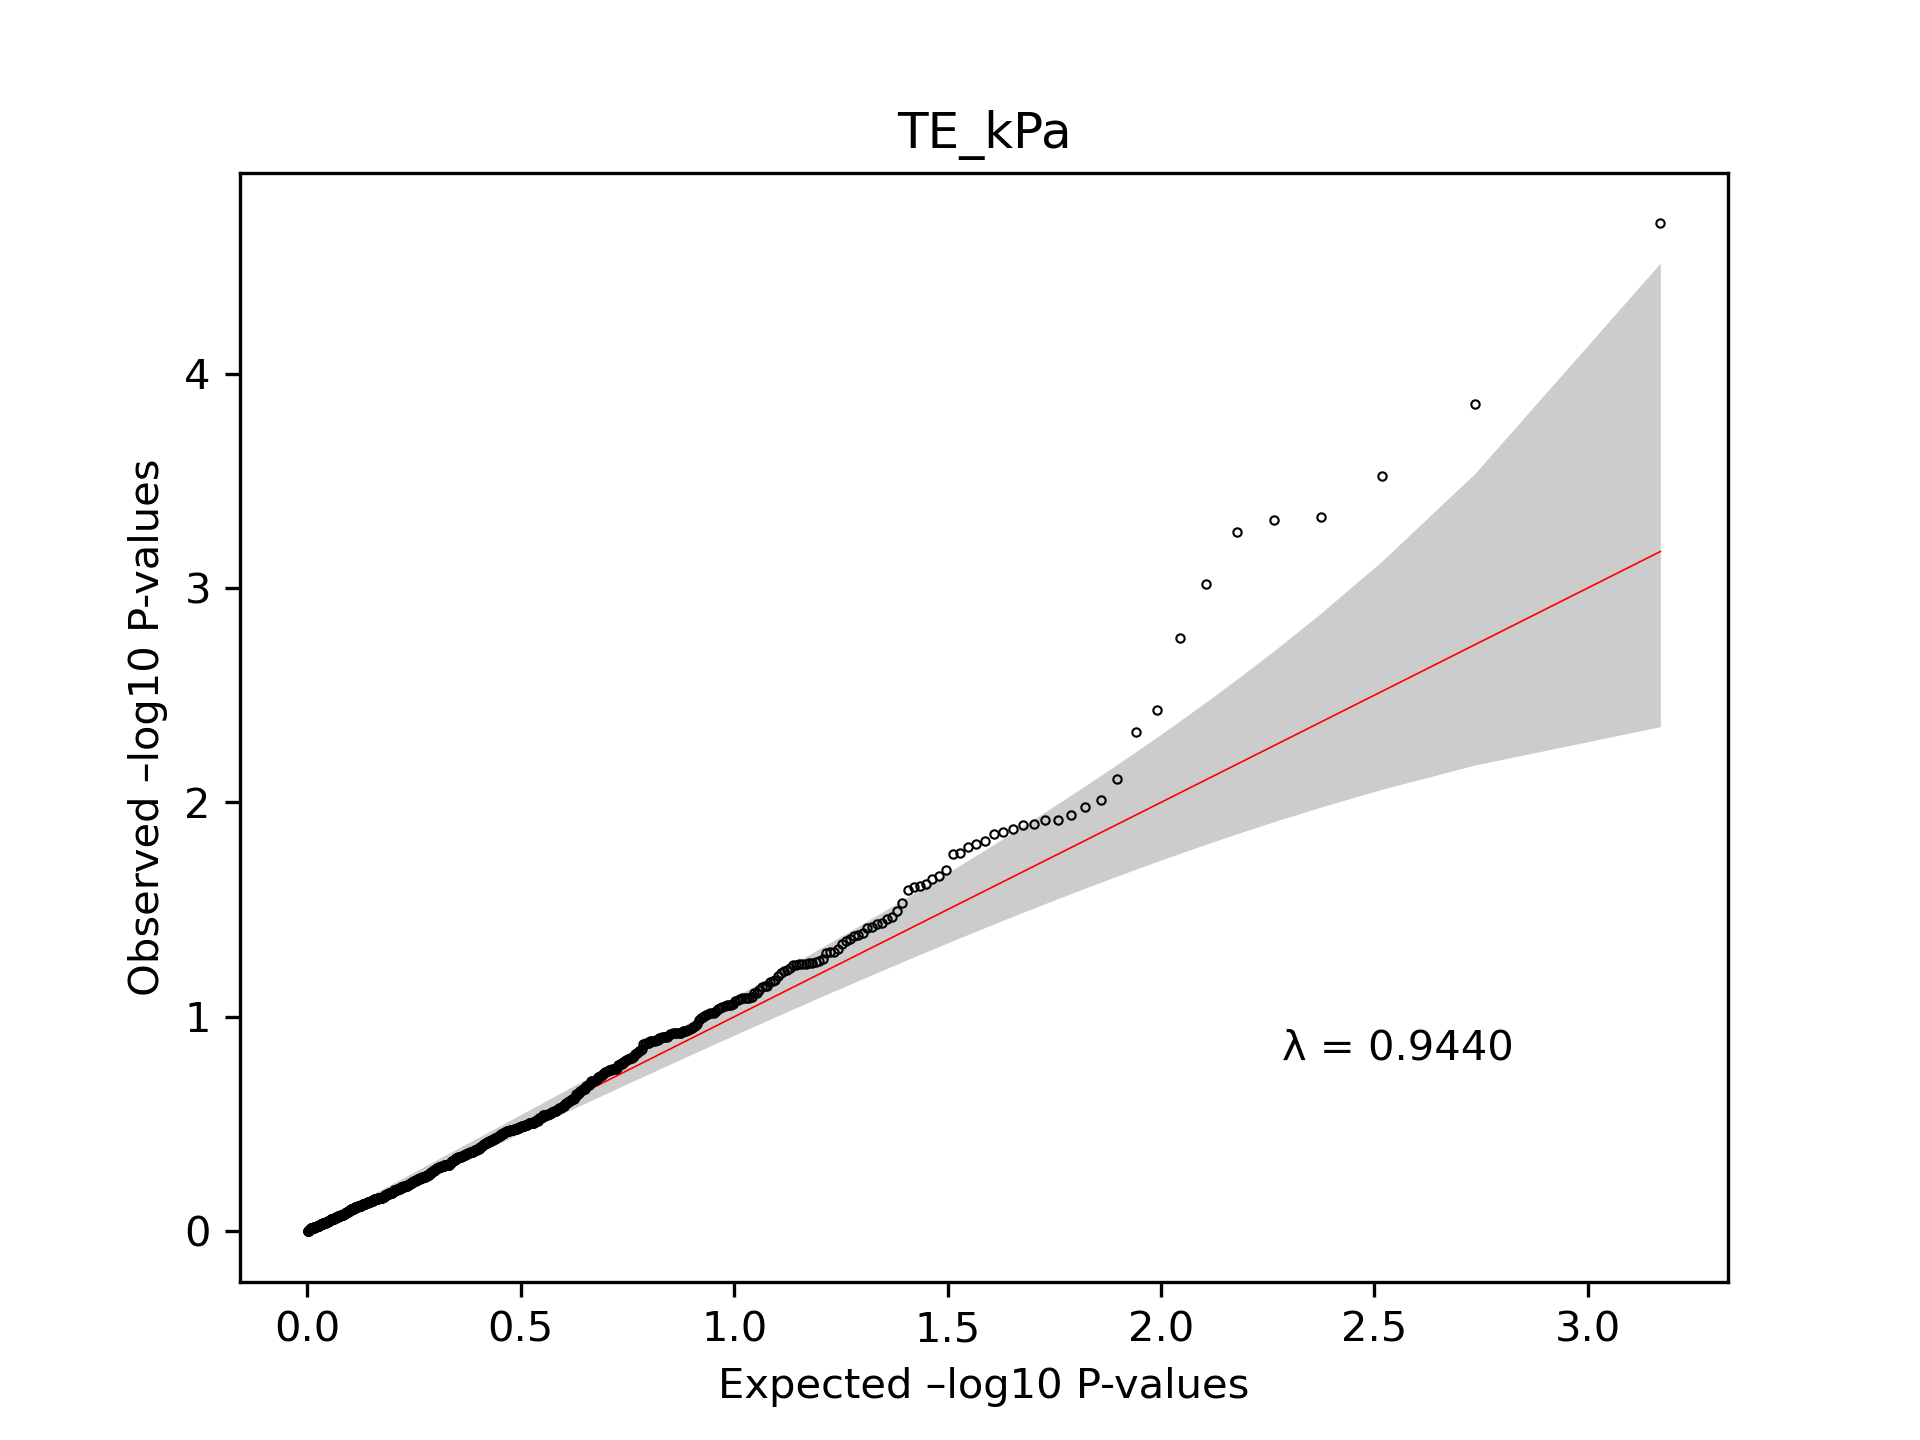 TE_kPa
Observed –log10 P-values
4
3
2
1
0
λ = 0.9440
0.0 0.5 1.0 1.5 2.0 2.5 3.0
Expected –log10 P-values